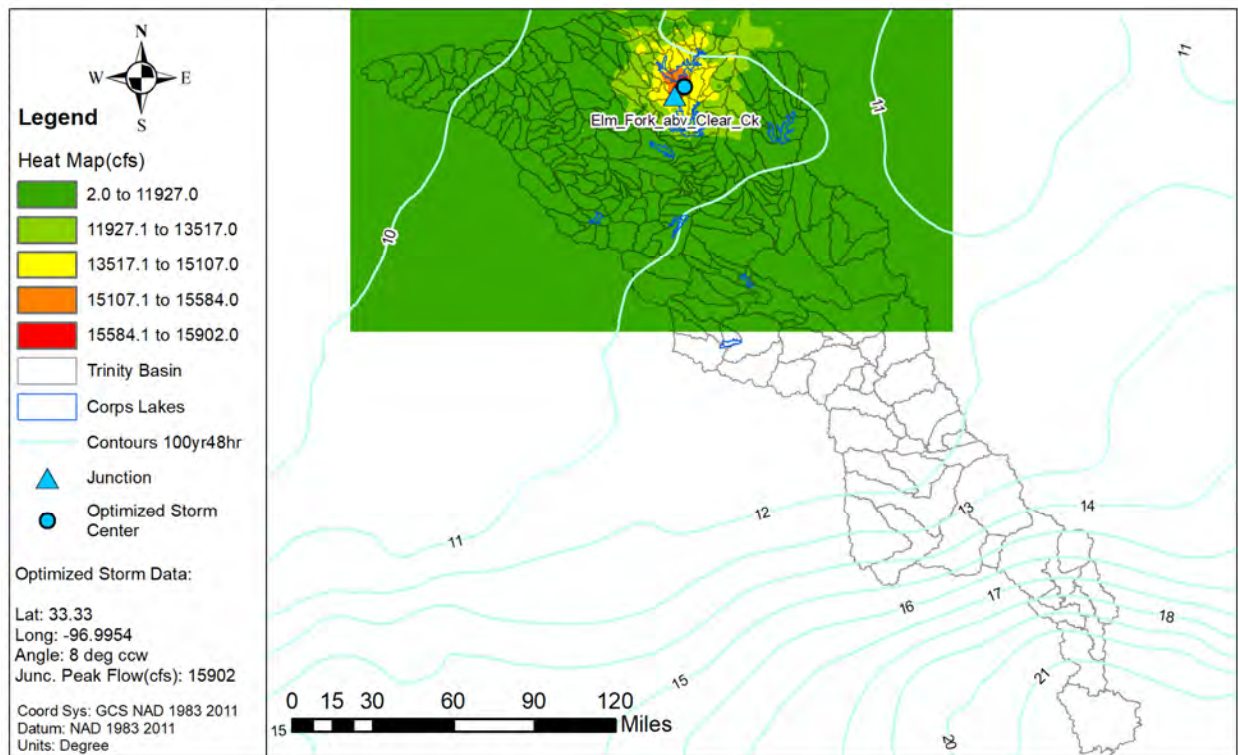 N
W E
S
Legend
Heat Map(cfs)
2.0 to 11927.0
11927.1 to 13517.0
13517.1 to 15107.0
15107.1 to 15584.0
15584.1 to 15902.0
Trinity Basin
Corps Lakes
Contours 100yr48hr
Junction
Optimized Storm
Center
Optimized Storm Data:
Lat: 33.33
Long: -96.9954
Angle: 8 deg ccw
Junc. Peak Flow(cfs): 15902
Coord Sys: GCS NAD 1983 2011
Datum: NAD 1983 2011
Units: Degree
11
11
Elm_Fork_abv_Clear_Ck
10
12
13
14
11
16
17
18
15
21
20
15
0 15 30 60 90 120
Miles